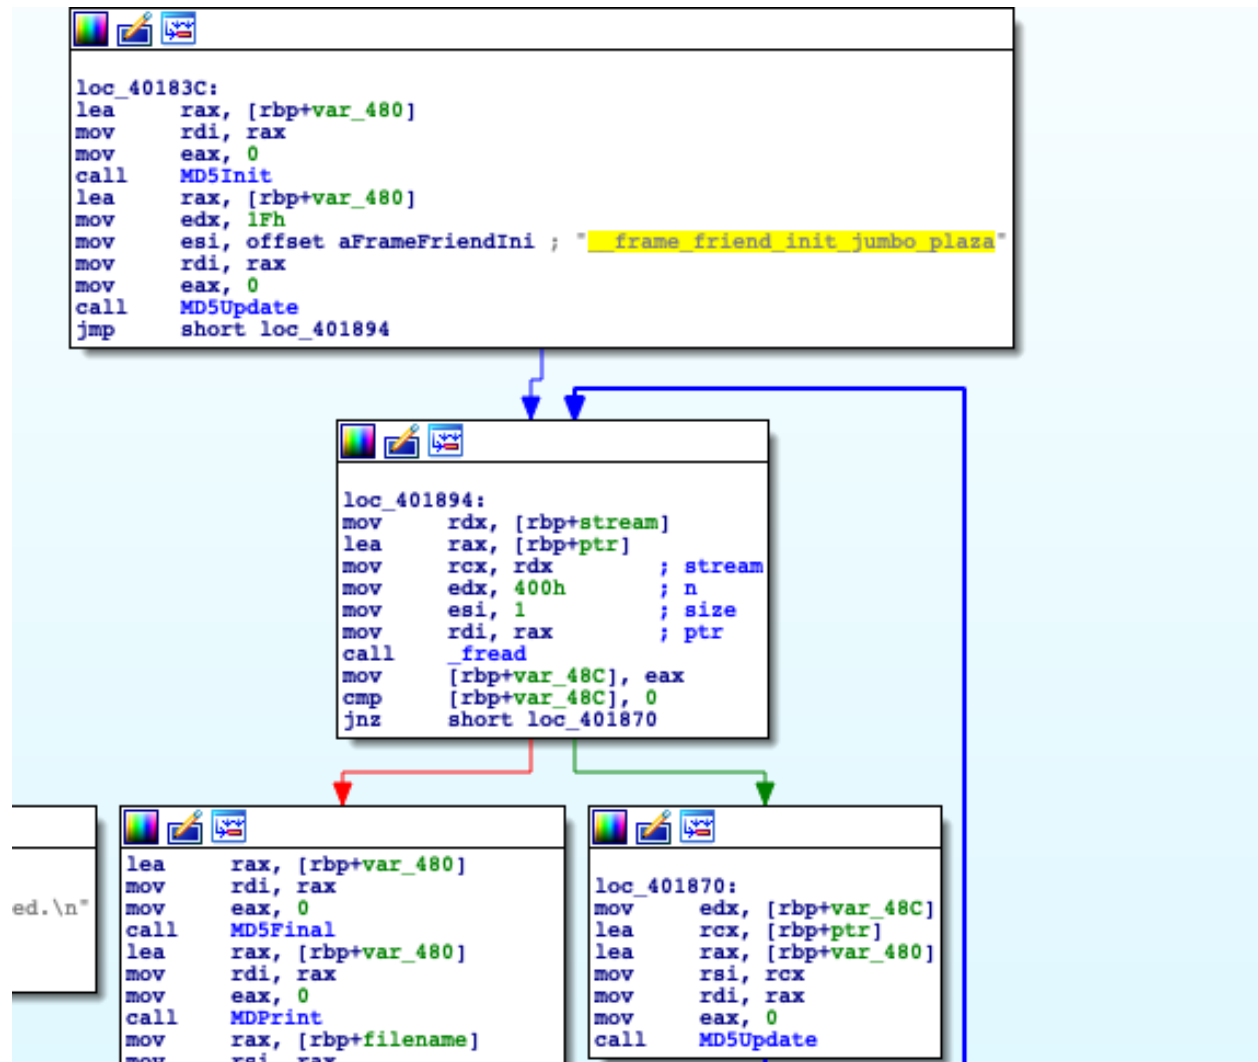 loc_40183C:
lea rax, [rbp+var_480]
mov rdi, rax
mov eax, 0
call MD5Init
lea rax, [rbp+var_480]
mov edx, 1Fh
mov esi, offset aFrameFriendIni ; "__frame_friend_init_jumbo_plaza"
mov rdi, rax
mov eax, 0
call MD5Update
jmp short loc_401894
loc_401894:
mov rdx, [rbp+stream]
lea rax, [rbp+ptr]
mov rcx, rdx ; stream
mov edx, 400h ; n
mov esi, 1 ; size
mov rdi, rax ; ptr
call _fread
mov [rbp+var_48C], eax
cmp [rbp+var_48C], 0
jnz short loc_401870
ed.\n"
lea rax, [rbp+var_480]
mov rdi, rax
mov eax, 0
call MD5Final
lea rax, [rbp+var_480]
mov rdi, rax
mov eax, 0
call MDPrint
mov rax, [rbp+filename]
mov rsi, rax
loc_401870:
mov edx, [rbp+var_48C]
lea rcx, [rbp+ptr]
lea rax, [rbp+var_480]
mov rsi, rcx
mov rdi, rax
mov eax, 0
call MD5Update